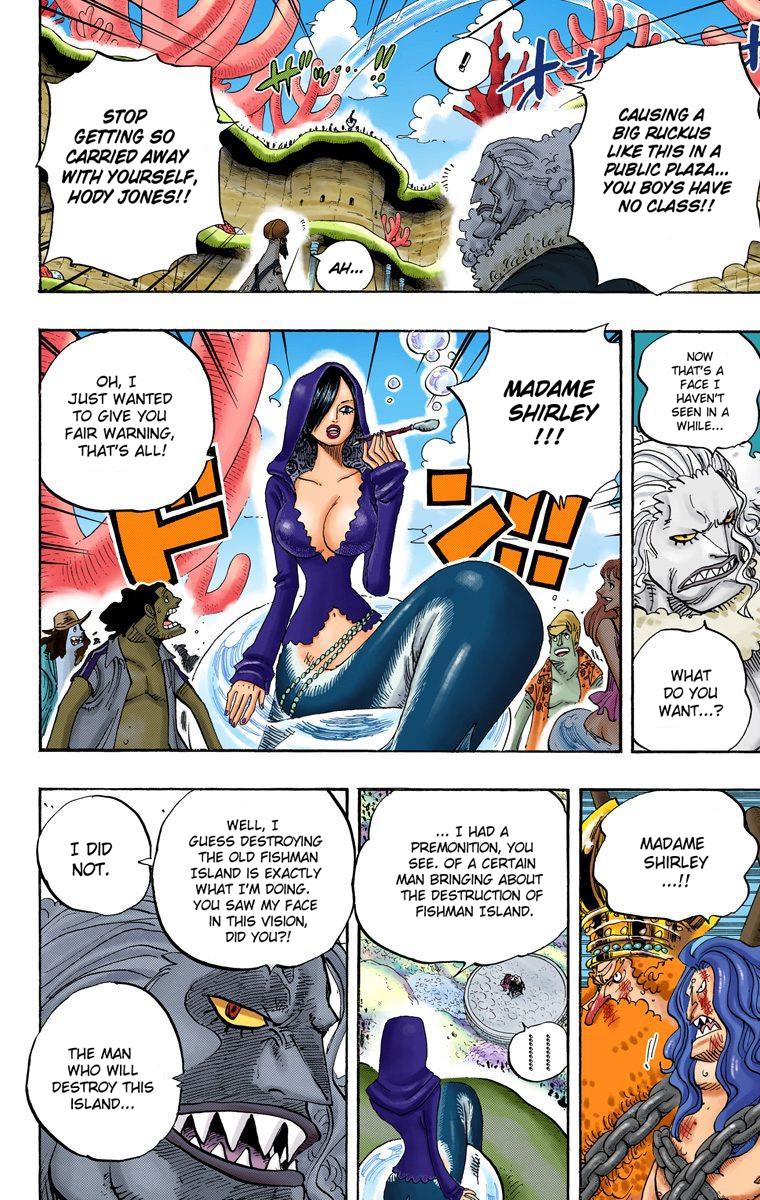 CAUSING A
BIG RUCKUS
LIKE THIS IN A
PUBLIC PLAZA...
YOU BOYS HAVE
NO CLASS!!
!
STOP
GETTING SO
CARRIED AWAY
WITH YOURSELF,
HODY JONES!!
AH...
NOW
THAT'S A
FACE I
HAVEN'T
SEEN IN A
WHILE...
WHAT
DO YOU
WANT...?
MADAME
SHIRLEY
!!!
OH, I
JUST WANTED
TO GIVE YOU
FAIR WARNING,
THAT'S ALL!
ドン!!
MADAME
SHIRLEY
...!!
... I HAD A
PREMONITION, YOU
SEE. OF A CERTAIN
MAN BRINGING ABOUT
THE DESTRUCTION OF
FISHMAN ISLAND.
!!
WELL, I
GUESS DESTROYING
THE OLD FISHMAN
ISLAND IS EXACTLY
WHAT I'M DOING.
YOU SAW MY FACE
IN THIS VISION,
DID YOU?!
I DID
NOT.
THE MAN
WHO WILL
DESTROY THIS
ISLAND...